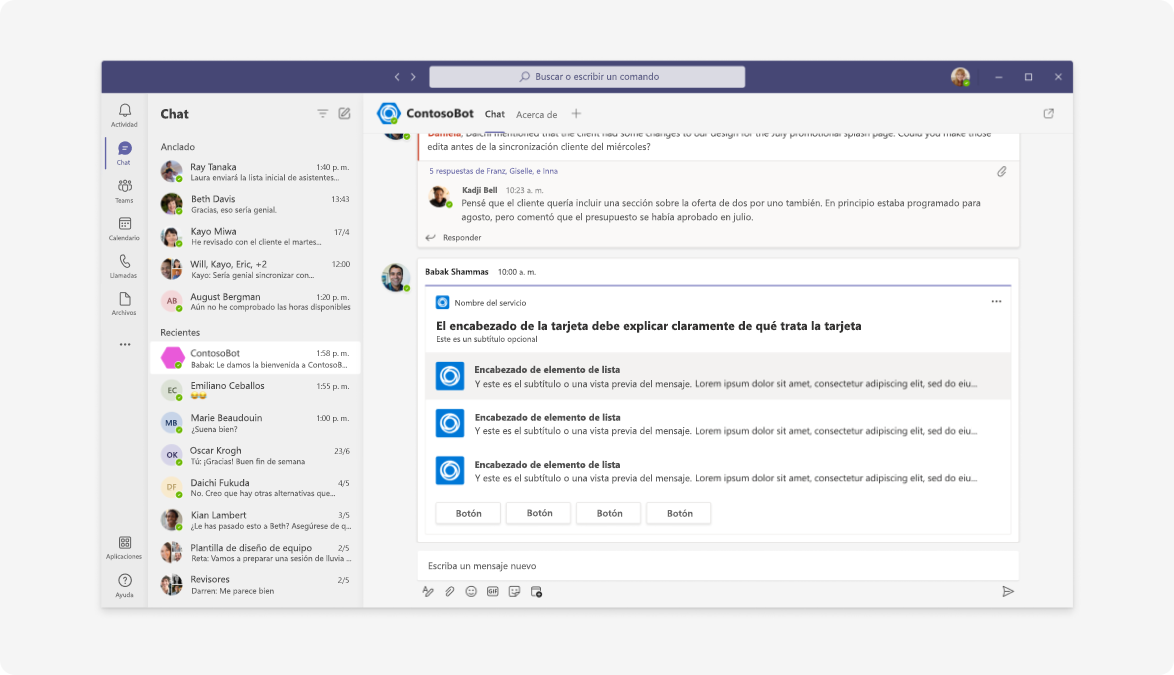 Buscar o escribir un comando
Actividad
Chat
Teams
Calendario
Llamadas
Archivos
Aplicaciones
Ayuda
Chat
Anclado
Ray Tanaka 1:40 p. m.
Laura enviará la lista inicial de asistentes...
Beth Davis 13:43
Gracias, eso sería genial.
Kayo Miwa 17/4
He revisado con el cliente el martes...
Will, Kayo, Eric, +2 12:00
Kayo: Sería genial sincronizar con...
AB
August Bergman 1:20 p. m.
Aún no he comprobado las horas disponibles
Recientes
ContosoBot 1:58 p. m.
Babak: Le damos la bienvenida a ContosoB...
EC
Emiliano Ceballos 1:55 p. m.
😂😂
MB
Marie Beaudouin 1:00 p. m.
¿Suena bien?
OK
Oscar Krogh 23/6
Tú: ¡Gracias! Buen fin de semana
DF
Daichi Fukuda 4/5
No. Creo que hay otras alternativas que...
Kian Lambert 3/5
¿Le has pasado esto a Beth? Asegúrese de q...
Plantilla de diseño de equipo 2/5
Reta: Vamos a preparar una sesión de lluvia ...
Revisores 2/5
Darren: Me parece bien
ContosoBot Chat Acerca de
Daniela, Daichi mentioned that the client had some changes to our design for the July promotional splash page. Could you make those
edita antes de la sincronización cliente del miércoles?
5 respuestas de Franz, Giselle, e Inna
Kadji Bell 10:23 a. m.
Pensé que el cliente quería incluir una sección sobre la oferta de dos por uno también. En principio estaba programado para
agosto, pero comentó que el presupuesto se había aprobado en julio.
Responder
Babak Shammas 10:00 a. m.
Nombre del servicio
El encabezado de la tarjeta debe explicar claramente de qué trata la tarjeta
Este es un subtítulo opcional
Encabezado de elemento de lista
Y este es el subtítulo o una vista previa del mensaje. Lorem ipsum dolor sit amet, consectetur adipiscing elit, sed do eiu...
Encabezado de elemento de lista
Y este es el subtítulo o una vista previa del mensaje. Lorem ipsum dolor sit amet, consectetur adipiscing elit, sed do eiu...
Encabezado de elemento de lista
Y este es el subtítulo o una vista previa del mensaje. Lorem ipsum dolor sit amet, consectetur adipiscing elit, sed do eiu...
Botón Botón Botón Botón
Escriba un mensaje nuevo
GIF